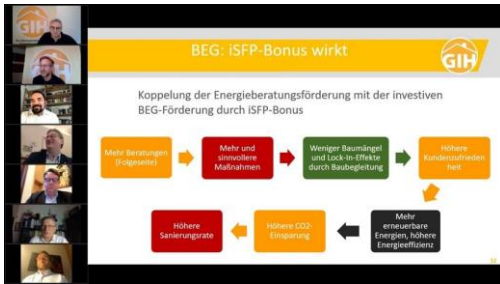 GIH
BEG: iSFP-Bonus wirkt
GIH
Koppelung der Energieberatungsförderung mit der investiven
BEG-Förderung durch iSFP-Bonus
Mehr Beratungen
(Folgeseite)
Mehr und
sinnvollere
Maßnahmen
Weniger Baumängel
und Lock-In-Effekte
durch Baubegleitung
Höhere
Kundenzufrieden
heit
Mehr
erneuerbare
Energien, höhere
Energieeffizienz
Höhere CO2-
Einsparung
Höhere
Sanierungsrate